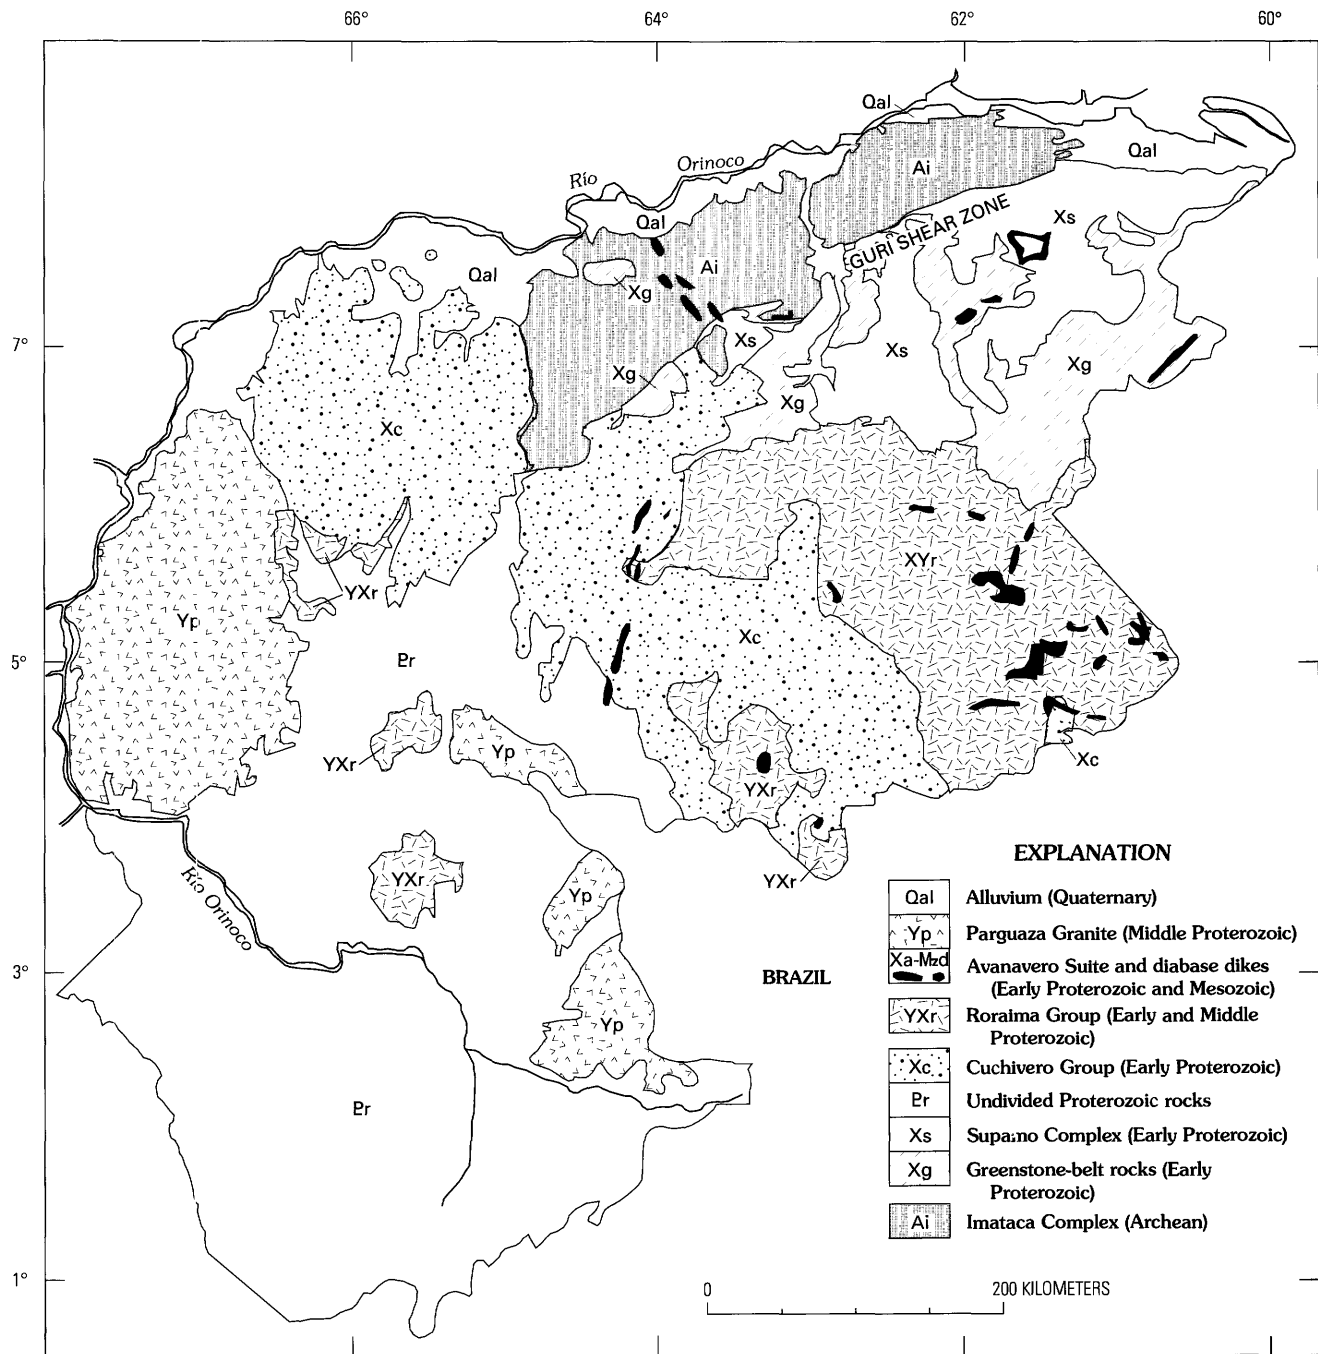 66°
64°
62°
60°
Qal
Qal
Ai
Orinoco
Río
Xs
Qal
GURI SHEAR ZONE
Ai
Qal
Xg
Xs
7°
Xs
Xg
Xg
Xg
Xc
XYr
YXr
Yp
Xc
5°
Pr
Yp
YXr
Xc
YXr
EXPLANATION
YXr
YXr
Río Orinoco
Yp
Qal Alluvium (Quaternary)
Yp Parguaza Granite (Middle Proterozoic)
Xa-Mzd Avanavero Suite and diabase dikes
(Early Proterozoic and Mesozoic)
3°
BRAZIL
YXr Roraima Group (Early and Middle
Proterozoic)
Yp
Xc Cuchivero Group (Early Proterozoic)
Pr Undivided Proterozoic rocks
Pr
Xs Supamo Complex (Early Proterozoic)
Xg Greenstone-belt rocks (Early
Proterozoic)
Ai Imataca Complex (Archean)
1°
0 200 KILOMETERS